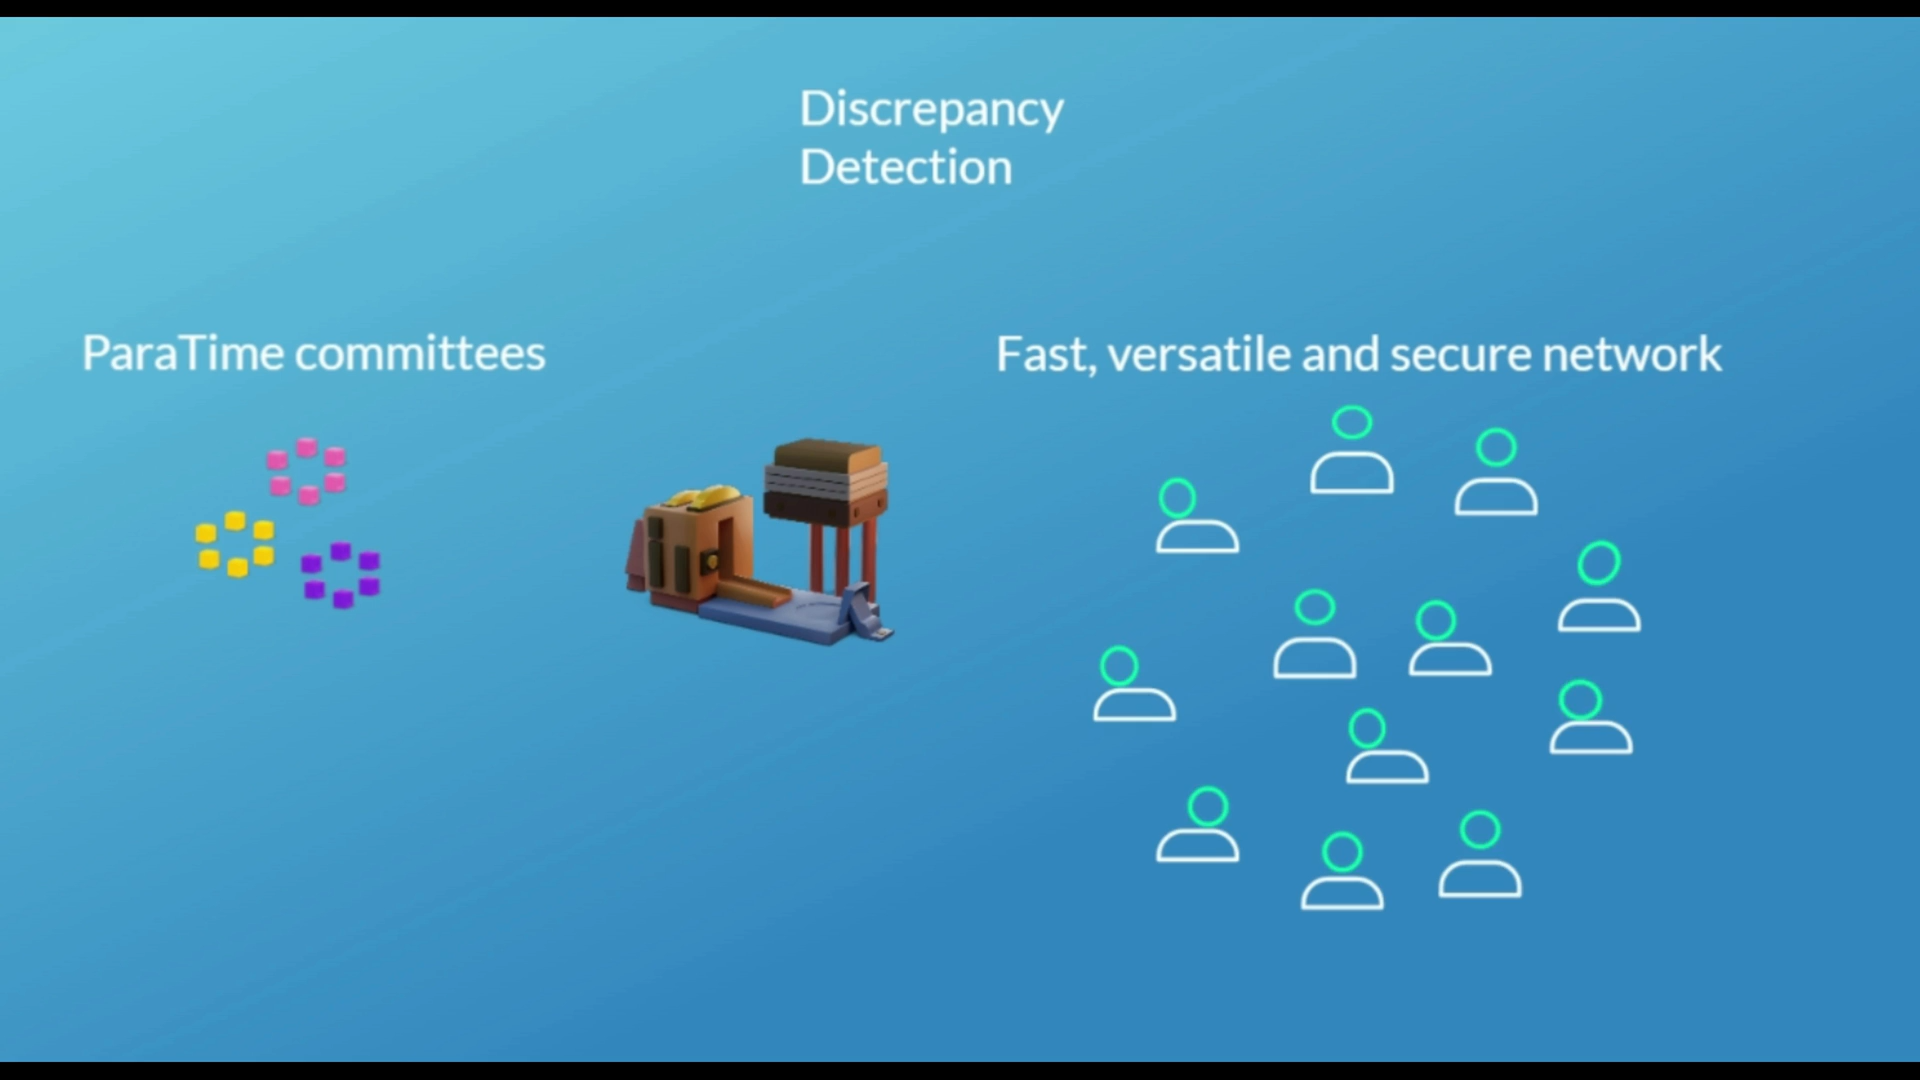 Discrepancy
Detection
ParaTime committees
Fast, versatile and secure network